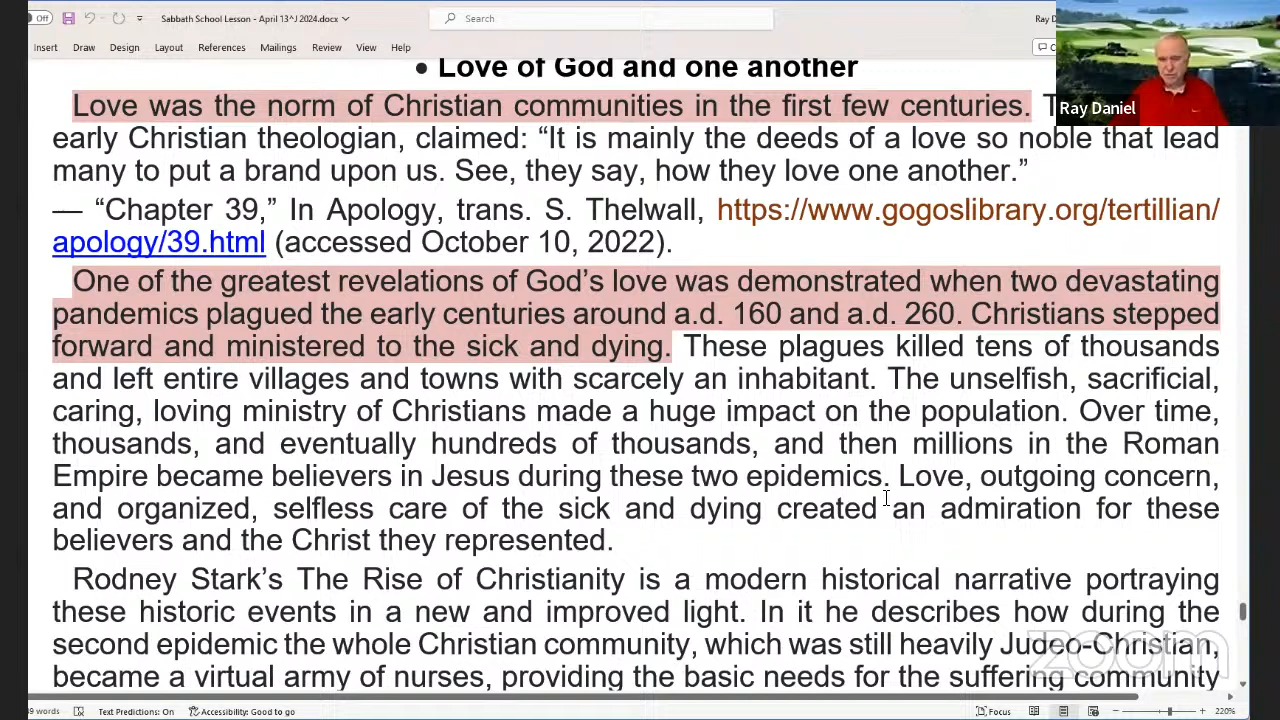 Off
Sabbath School Lesson - April 13^J 2024.docx
Search
Ray D
Insert Draw Design Layout References Mailings Review View Help
• Love of God and one another
Ray Daniel
Love was the norm of Christian communities in the first few centuries.
early Christian theologian, claimed: “It is mainly the deeds of a love so noble that lead
many to put a brand upon us. See, they say, how they love one another.”
— “Chapter 39,” In Apology, trans. S. Thelwall, https://www.gogoslibrary.org/tertillian/
apology/39.html (accessed October 10, 2022).
One of the greatest revelations of God’s love was demonstrated when two devastating
pandemics plagued the early centuries around a.d. 160 and a.d. 260. Christians stepped
forward and ministered to the sick and dying. These plagues killed tens of thousands
and left entire villages and towns with scarcely an inhabitant. The unselfish, sacrificial,
caring, loving ministry of Christians made a huge impact on the population. Over time,
thousands, and eventually hundreds of thousands, and then millions in the Roman
Empire became believers in Jesus during these two epidemics. Love, outgoing concern,
and organized, selfless care of the sick and dying created an admiration for these
believers and the Christ they represented.
Rodney Stark’s The Rise of Christianity is a modern historical narrative portraying
these historic events in a new and improved light. In it he describes how during the
second epidemic the whole Christian community, which was still heavily Judeo-Christian,
became a virtual army of nurses, providing the basic needs for the suffering community
zoom
39 words Text Predictions: On Accessibility: Good to go Focus 220%